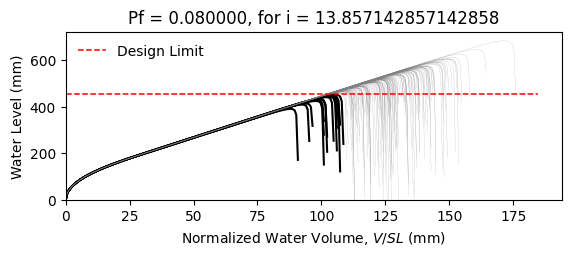 Pf = 0.080000, for i = 13.857142857142858
Design Limit
Water Level (mm)
600
400
200
0
0 25 50 75 100 125 150 175
Normalized Water Volume, V/SL (mm)